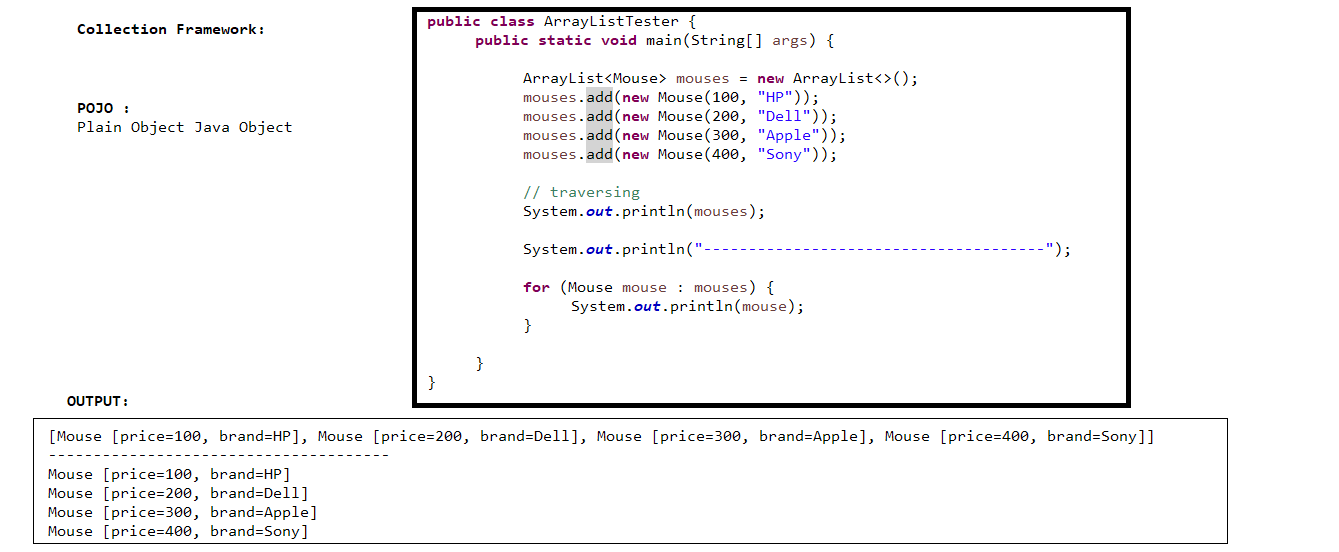 Collection Framework:
POJO :
Plain Object Java Object
public class ArrayListTester {
public static void main(String[] args) {
ArrayList<Mouse> mouses = new ArrayList<>();
mouses.add(new Mouse(100, "HP"));
mouses.add(new Mouse(200, "Dell"));
mouses.add(new Mouse(300, "Apple"));
mouses.add(new Mouse(400, "Sony"));
// traversing
System.out.println(mouses);
System.out.println("--------------------------------------");
for (Mouse mouse : mouses) {
System.out.println(mouse);
}
}
}
OUTPUT:
[Mouse [price=100, brand=HP], Mouse [price=200, brand=Dell], Mouse [price=300, brand=Apple], Mouse [price=400, brand=Sony]]
--------------------------------------
Mouse [price=100, brand=HP]
Mouse [price=200, brand=Dell]
Mouse [price=300, brand=Apple]
Mouse [price=400, brand=Sony]